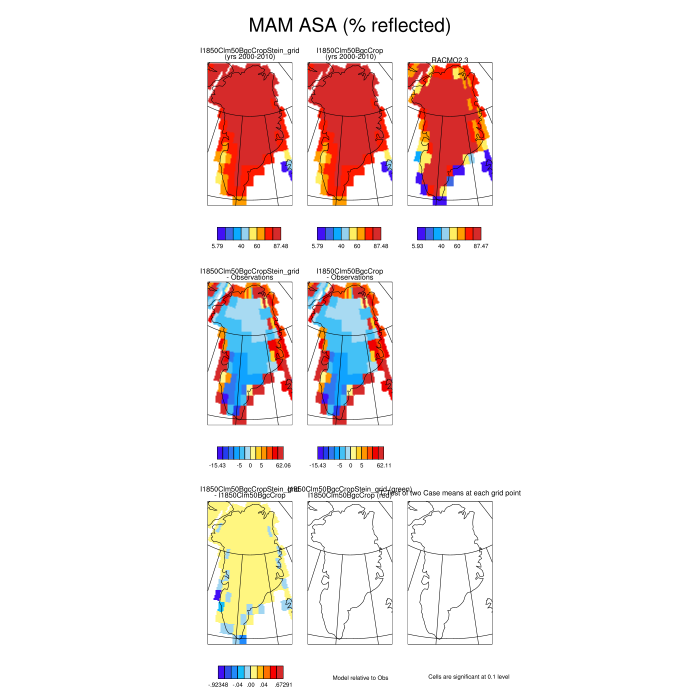 MAM ASA (% reflected)
I1850Clm50BgcCropStein_grid
(yrs 2000-2010)
I1850Clm50BgcCrop
(yrs 2000-2010)
RACMO2.3
5.79 40 60 87.48
5.79 40 60 87.48
5.93 40 60 87.47
I1850Clm50BgcCropStein_grid
- Observations
I1850Clm50BgcCrop
- Observations
-15.43 -5 0 5 62.06
-15.43 -5 0 5 62.11
I1850Clm50BgcCropStein_grid
- I1850Clm50BgcCrop
I1850Clm50BgcCropStein_grid (green)
I1850Clm50BgcCrop (red)
of two Case means at each grid point
-.92348 -.04 .00 .04 .67291
Model relative to Obs
Cells are significant at 0.1 level